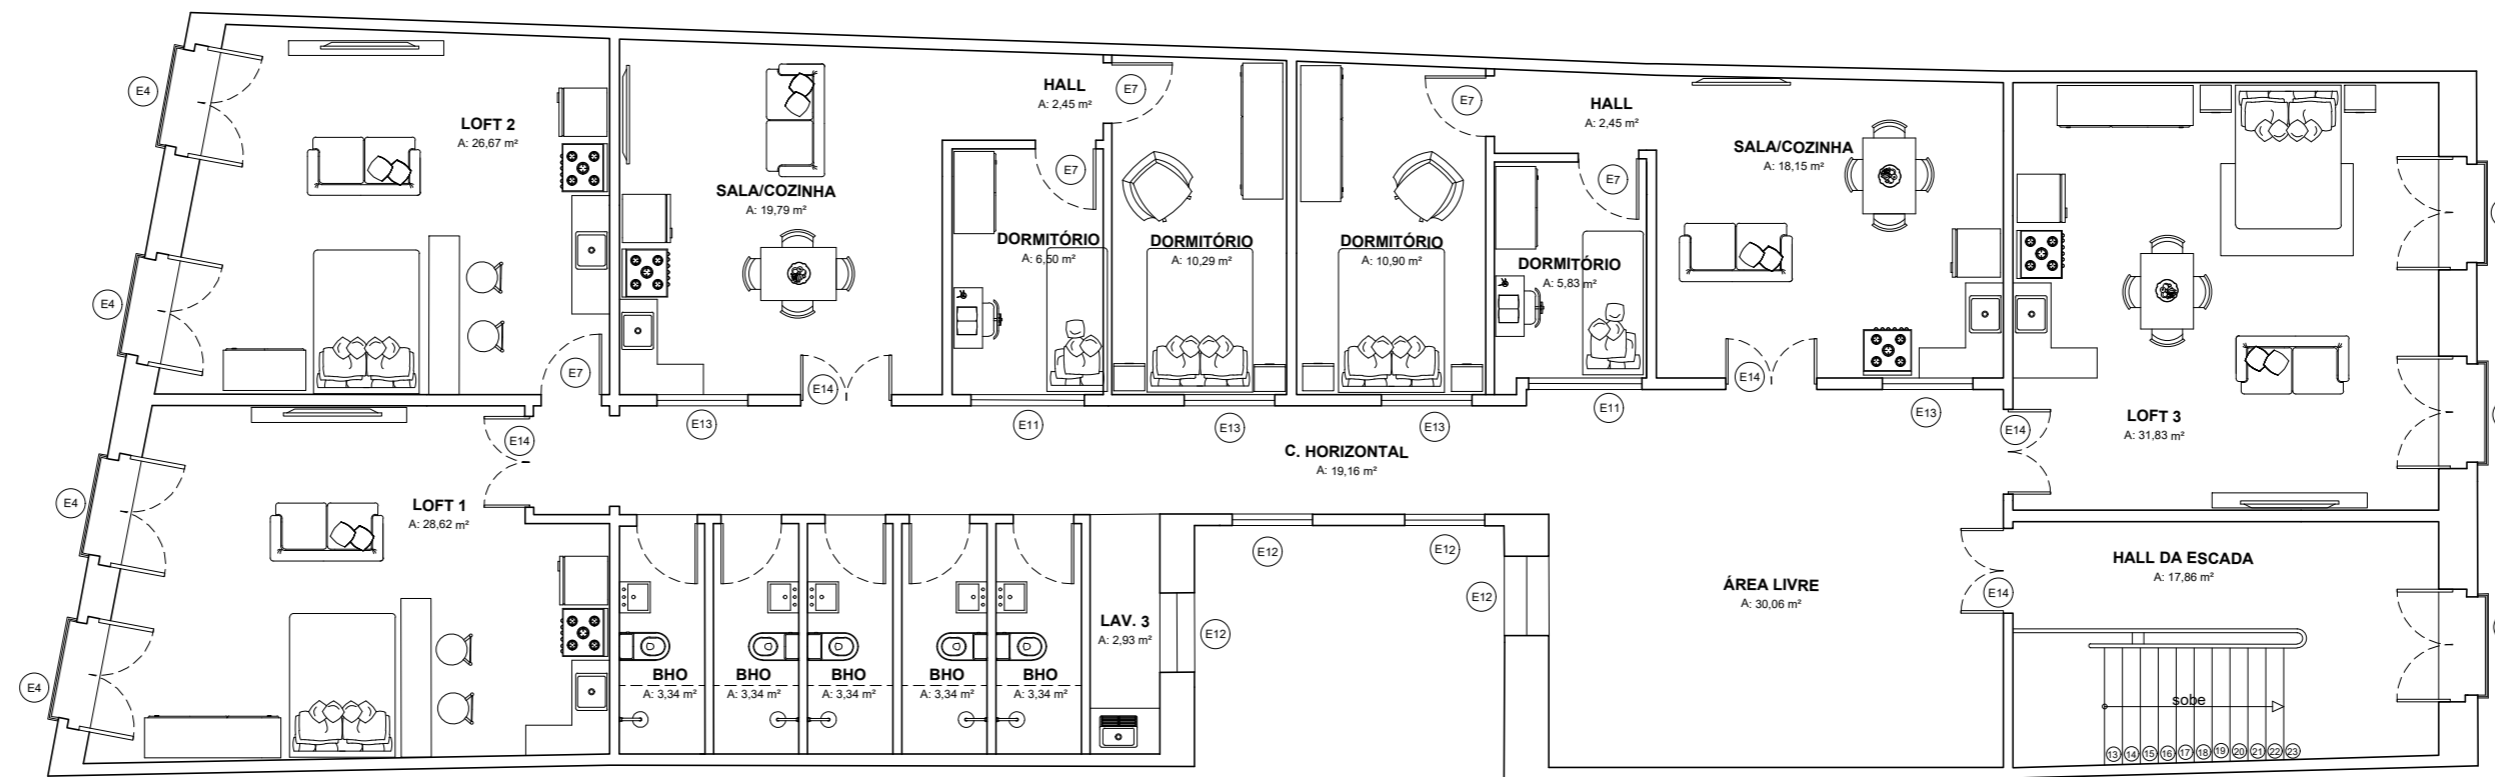 LOFT 2
A: 26,67 m²
E4
E4
E7
SALA/COZINHA
A: 19,79 m²
HALL
A: 2,45 m²
E7
E7
DORMITÓRIO
A: 6,50 m²
DORMITÓRIO
A: 10,29 m²
DORMITÓRIO
A: 10,90 m²
E7
E7
HALL
A: 2,45 m²
DORMITÓRIO
A: 5,83 m²
SALA/COZINHA
A: 18,15 m²
E14
E13
E11
E13
E13
E11
E14
E13
E14
LOFT 3
A: 31,83 m²
C. HORIZONTAL
A: 19,16 m²
E14
E4
E4
LOFT 1
A: 28,62 m²
BHO
A: 3,34 m²
BHO
A: 3,34 m²
BHO
A: 3,34 m²
BHO
A: 3,34 m²
BHO
A: 3,34 m²
LAV. 3
A: 2,93 m²
E12
E12
E12
E12
ÁREA LIVRE
A: 30,06 m²
E14
HALL DA ESCADA
A: 17,86 m²
sobe
13 14 15 16 17 18 19 20 21 22 23